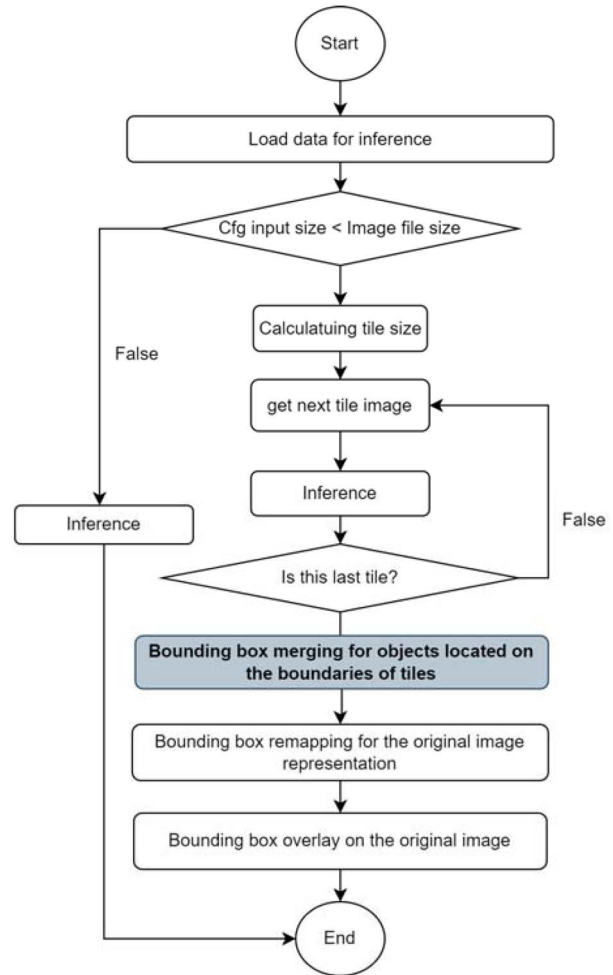 Start
Load data for inference
Cfg input size < Image file size
Calculatuing tile size
False
get next tile image
Inference
Inference
False
Is this last tile?
Bounding box merging for objects located on
the boundaries of tiles
Bounding box remapping for the original image
representation
Bounding box overlay on the original image
End